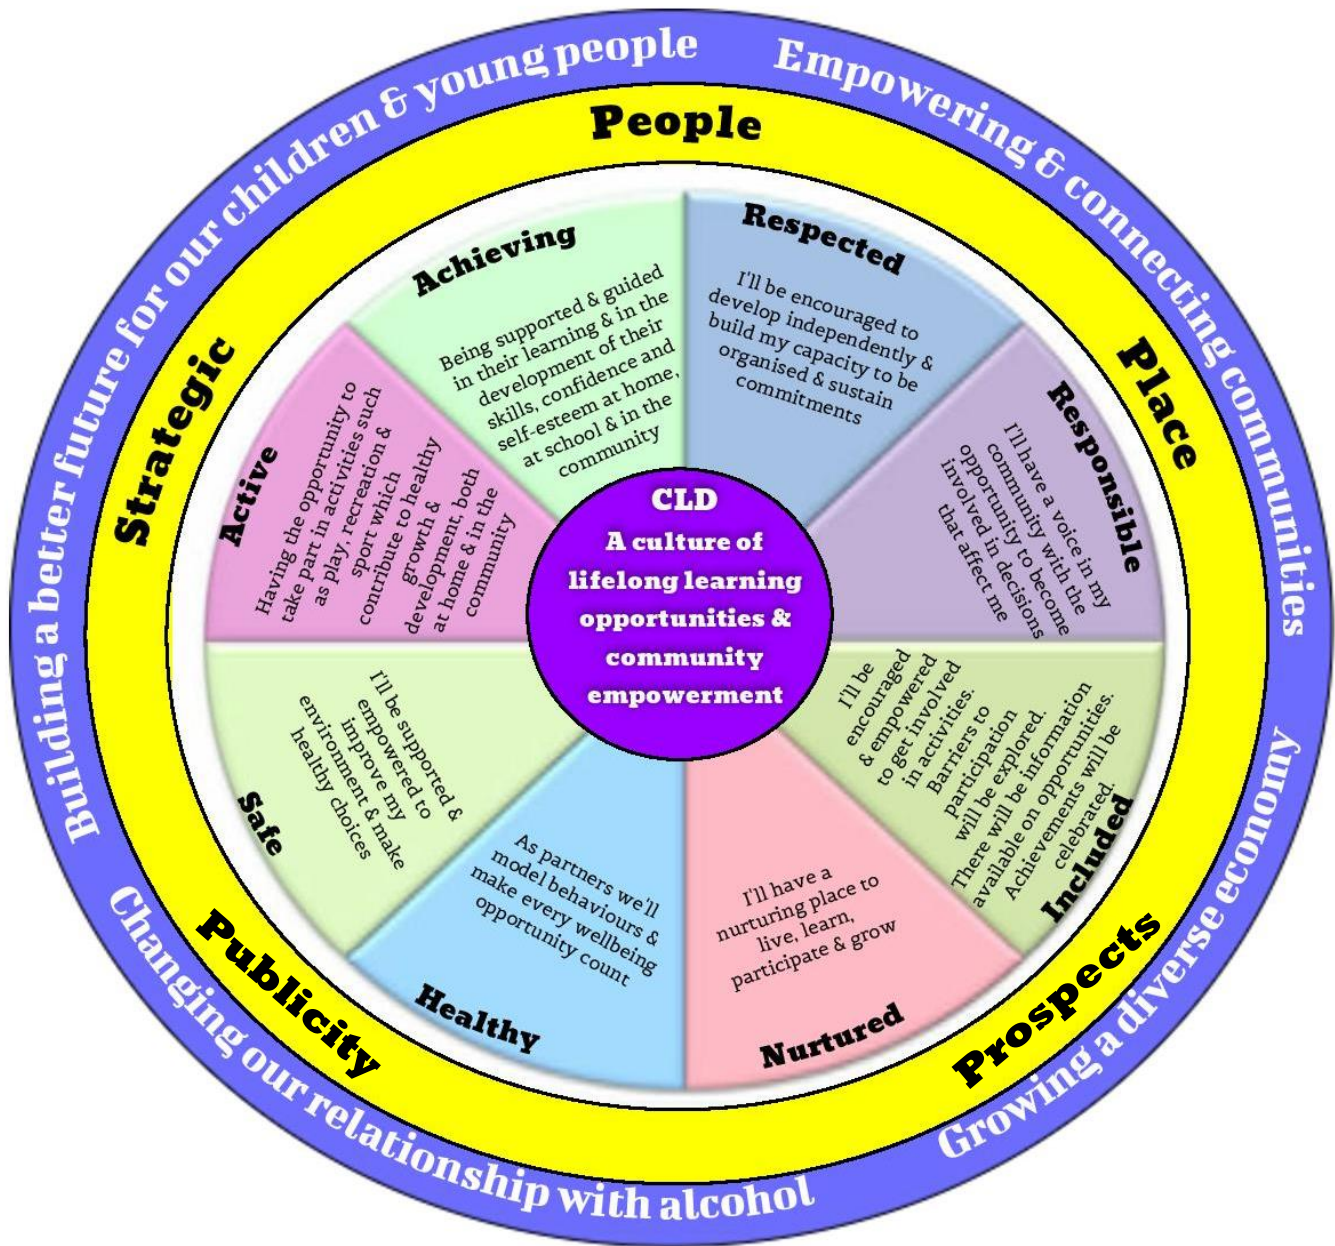 Building a better future for our children & young people
Empowering & connecting communities
Growing a diverse economy
Changing our relationship with alcohol
People
Place
Prospects
Publicity
Strategic
Achieving
Being supported & guided
in their learning & in the
development of their
skills, confidence and
self-esteem at home,
at school & in the
community
Respected
I'll be encouraged to
develop independently &
build my capacity to be
organised & sustain
commitments
Responsible
I'll have a voice in my
community with the
opportunity to become
involved in decisions
that affect me
Included
I'll be
encouraged
& empowered
to get involved
in activities.
Barriers to
participation
will be explored.
There will be information
available on opportunities.
Achievements will be
celebrated.
Nurtured
I'll have a
nurturing place to
live, learn,
participate & grow
Healthy
As partners we'll
model behaviours &
make every wellbeing
opportunity count
Safe
I'll be supported &
empowered to
improve my
environment & make
healthy choices
Active
Having the opportunity to
take part in activities such
as play, recreation &
sport which
contribute to healthy
growth &
development, both
at home & in the
community
CLD
A culture of
lifelong learning
opportunities &
community
empowerment